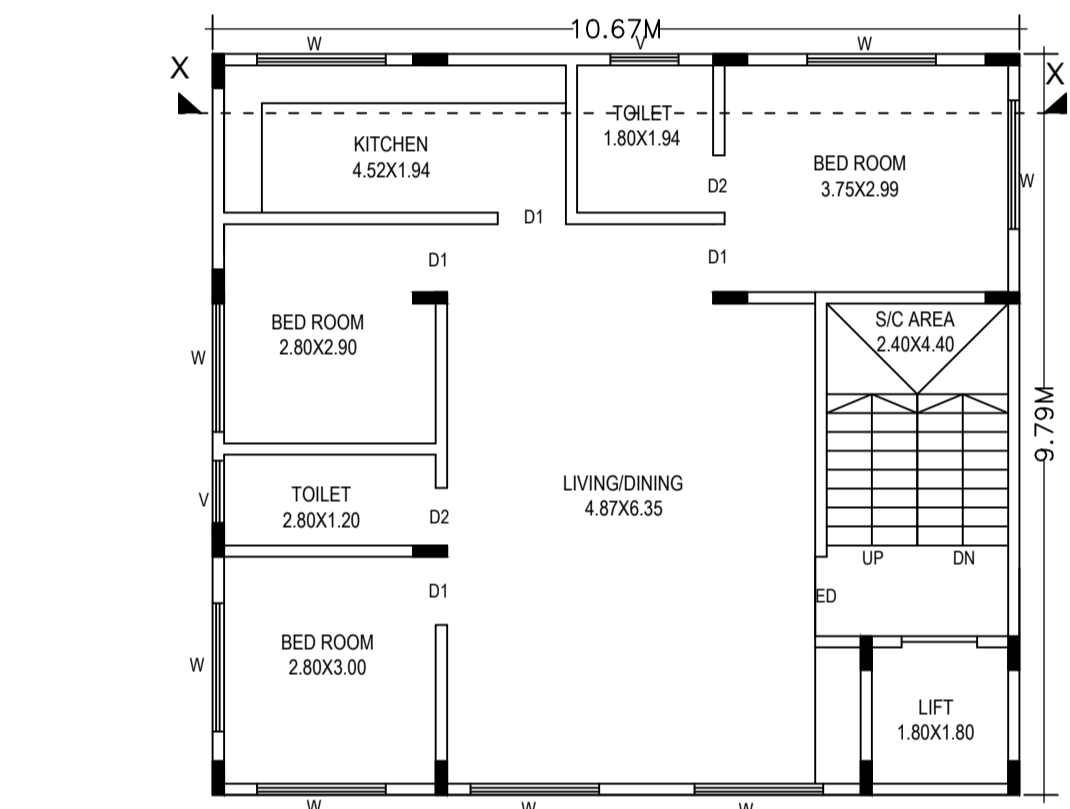 10.67M
W
V
W
X
X
TOILET
1.80X1.94
KITCHEN
4.52X1.94
BED ROOM
3.75X2.99
W
D2
D1
D1
D1
BED ROOM
2.80X2.90
S/C AREA
2.40X4.40
W
9.79M
LIVING/DINING
4.87X6.35
TOILET
2.80X1.20
V
D2
UP
DN
D1
ED
BED ROOM
2.80X3.00
W
LIFT
1.80X1.80
W
W
W